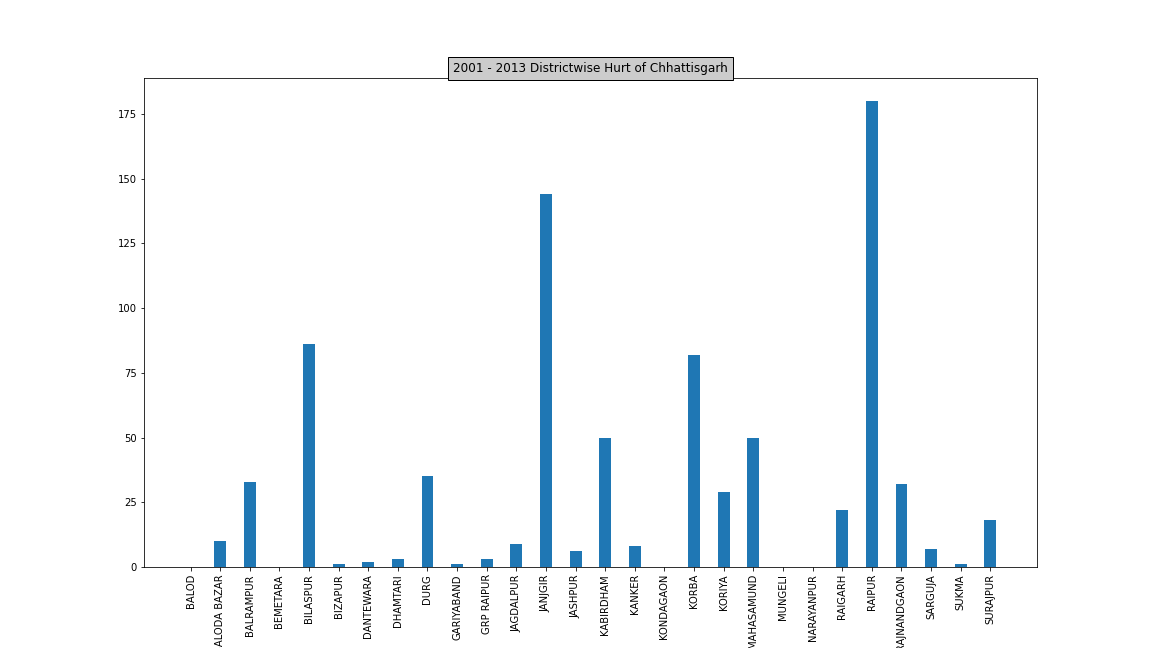 2001 - 2013 Districtwise Hurt of Chhattisgarh
175
150
125
100
75
50
25
0
BALOD
ALODA BAZAR
BALRAMPUR
BEMETARA
BILASPUR
BIZAPUR
DANTEWARA
DHAMTARI
DURG
GARIYABAND
GRP RAIPUR
JAGDALPUR
JANJGIR
JASHPUR
KABIRDHAM
KANKER
KONDAGAON
KORBA
KORIYA
MAHASAMUND
MUNGELI
NARAYANPUR
RAIGARH
RAIPUR
RAJNANDGAON
SARGUJA
SUKMA
SURAJPUR